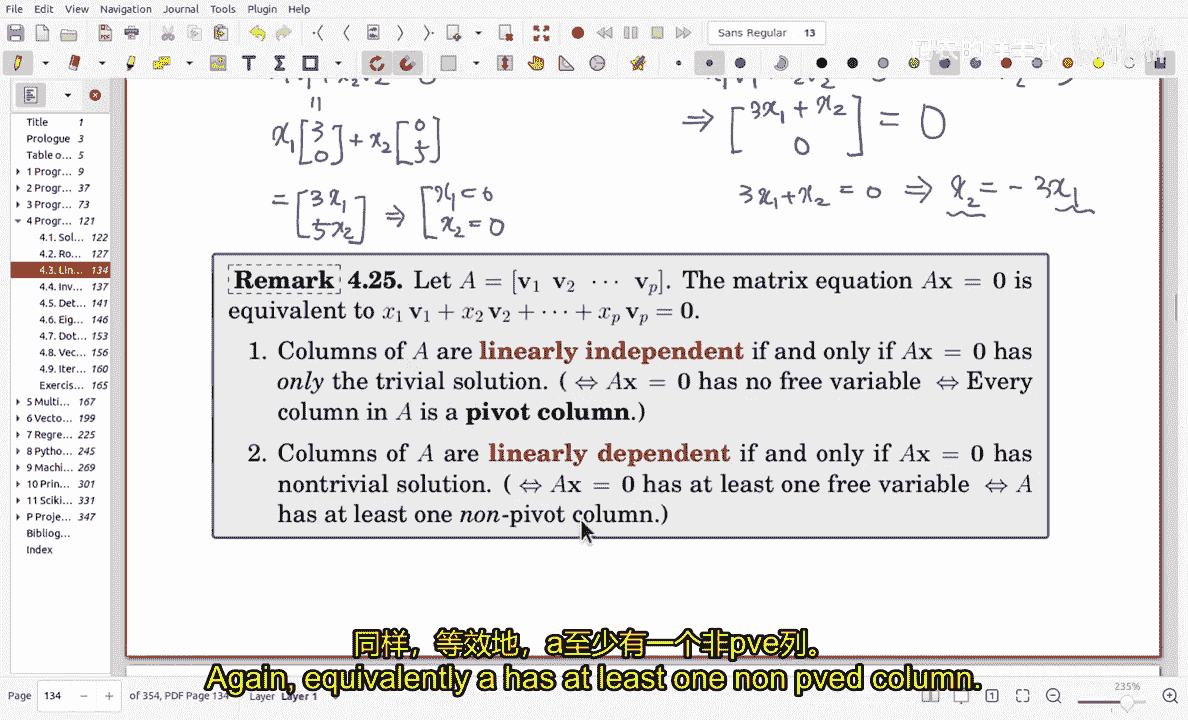 File Edit View Navigation Journal Tools Plugin Help
Sans Regular 13
Title 1
Prologue 3
Table o... 5
1 Progr... 9
2 Progr... 37
3 Progr... 73
4 Progr... 121
4.1. Sol... 122
4.2. Ro... 127
4.3. Lin... 134
4.4. Inv... 137
4.5. Det... 141
4.6. Eig... 146
4.7. Dot... 153
4.8. Vec... 156
4.9. Iter... 160
Exercis... 165
5 Multi... 167
6 Vecto... 199
7 Regre... 225
8 Pytho... 245
9 Machi... 269
10 Prin... 301
11 Sciki... 331
P Proje... 347
Bibliog...
Index
x₁[3 0] + x₂[0 5]
= [3x₁ 5x₂] ⇒ [x₁ = 0 x₂ = 0
⇒ [3x₁ + x₂ 0] = 0
3x₁ + x₂ = 0 ⇒ x₂ = - 3x₁
Remark 4.25. Let A = [v₁ v₂ ⋯ vₚ]. The matrix equation Ax = 0 is
equivalent to x₁ v₁ + x₂ v₂ + ⋯ + xₚ vₚ = 0.
1. Columns of A are linearly independent if and only if Ax = 0 has
only the trivial solution. ( ⇔ Ax = 0 has no free variable ⇔ Every
column in A is a pivot column.)
2. Columns of A are linearly dependent if and only if Ax = 0 has
nontrivial solution. ( ⇔ Ax = 0 has at least one free variable ⇔ A
has at least one non-pivot column.)
同样，等效地，a至少有一个非pve列。
Again, equivalently a has at least one non pved column.
Page 134 of 354, PDF Page 134 Layer Layer 1
235%